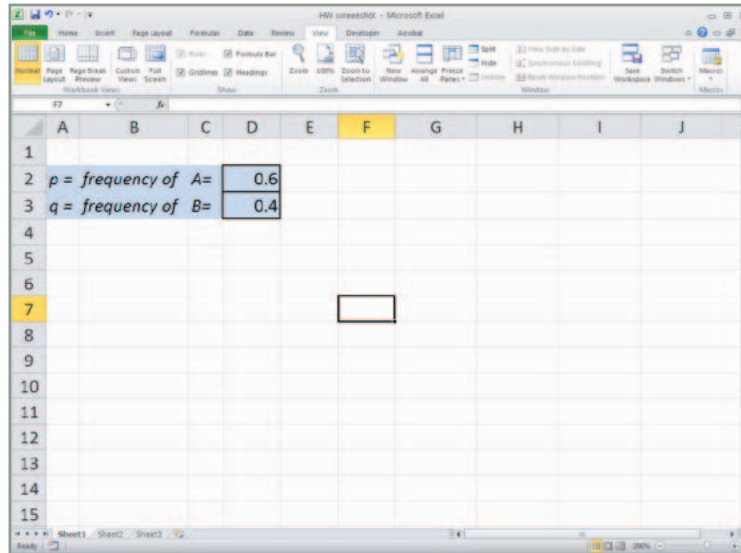 HW screenshot - Microsoft Excel
File Home Insert Page Layout Formulas Data Review View Developer Acrobat
Normal Page Layout Page Break Preview Custom Views Full Screen
Ruler Formula Bar
Gridlines Headings
Zoom 100% Zoom to Selection New Window Arrange All Freeze Panes
Split
Hide
Unhide
View Side by Side
Synchronous Scrolling
Reset Window Position
Save Workspace Switch Windows Macros
Workbook Views Show Zoom Window Macros
F7 fx
A B C D E F G H I J
1
2 p = frequency of A= 0.6
3 q = frequency of B= 0.4
4
5
6
7
8
9
10
11
12
13
14
15
Sheet1 Sheet2 Sheet3
Ready 200%